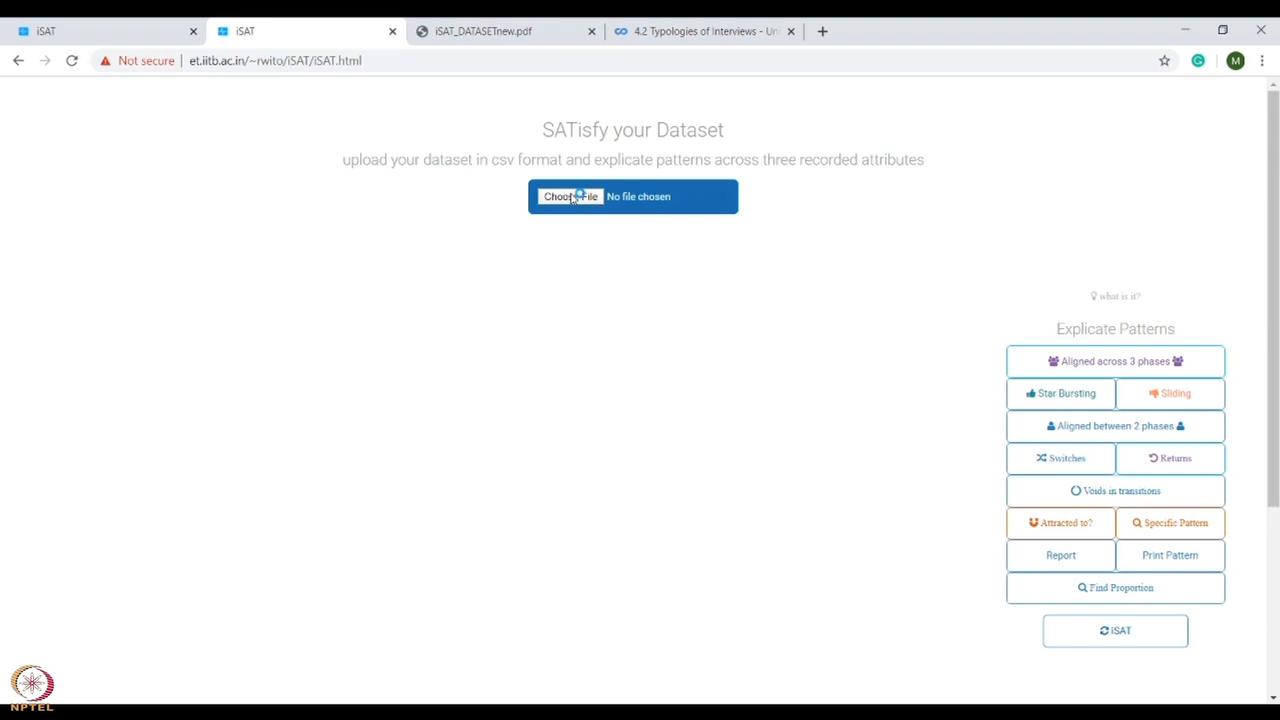 iSAT
iSAT
iSAT_DATASETnew.pdf
4.2 Typologies of Interviews - Un
Not secure
et.iitb.ac.in/~rwito/iSAT/iSAT.html
M
SATisfy your Dataset
upload your dataset in csv format and explicate patterns across three recorded attributes
Choose File No file chosen
what is it?
Explicate Patterns
Aligned across 3 phases
Star Bursting
Sliding
Aligned between 2 phases
Switches
Returns
Voids in transitions
Attracted to?
Specific Pattern
Report
Print Pattern
Find Proportion
iSAT
NPTEL